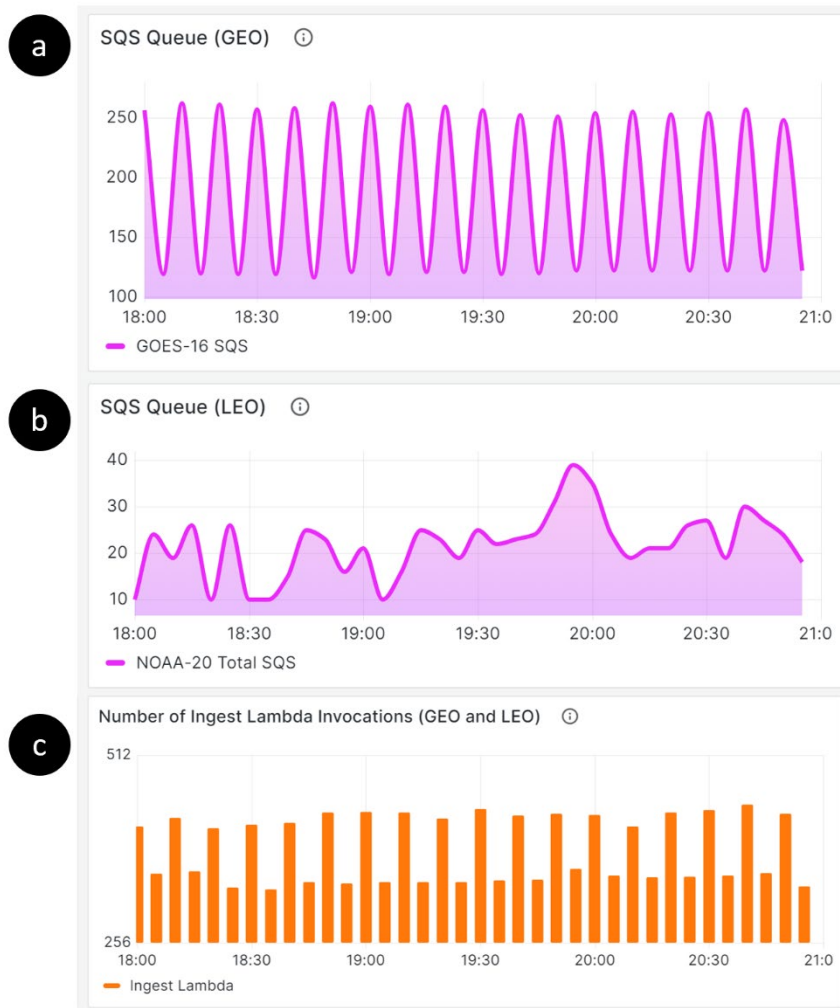 a
SQS Queue (GEO)
250
200
150
100
18:00 18:30 19:00 19:30 20:00 20:30 21:0
GOES-16 SQS
b
SQS Queue (LEO)
40
30
20
10
18:00 18:30 19:00 19:30 20:00 20:30 21:0
NOAA-20 Total SQS
c
Number of Ingest Lambda Invocations (GEO and LEO)
512
256
18:00 18:30 19:00 19:30 20:00 20:30 21:0
Ingest Lambda